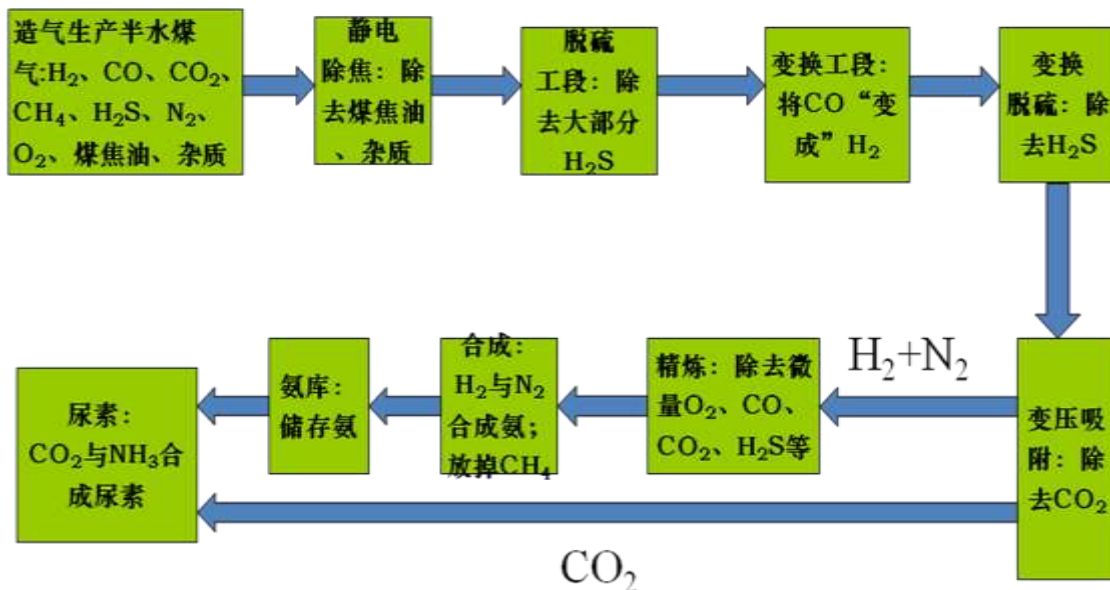 造气生产半水煤
气:H₂、CO、CO₂、
CH₄、H₂S、N₂、
O₂、煤焦油、杂质
静电
除焦：除
去煤焦油
、杂质
脱硫
工段：除
去大部分
H₂S
变换工段：
将CO“变
成”H₂
变换
脱硫：除
去H₂S
尿素：
CO₂与NH₃合
成尿素
氨库：
储存氨
合成：
H₂与N₂
合成氨；
放掉CH₄
精炼：除去微
量O₂、CO、
CO₂、H₂S等
H₂+N₂
变压吸
附：除
去CO₂
CO₂